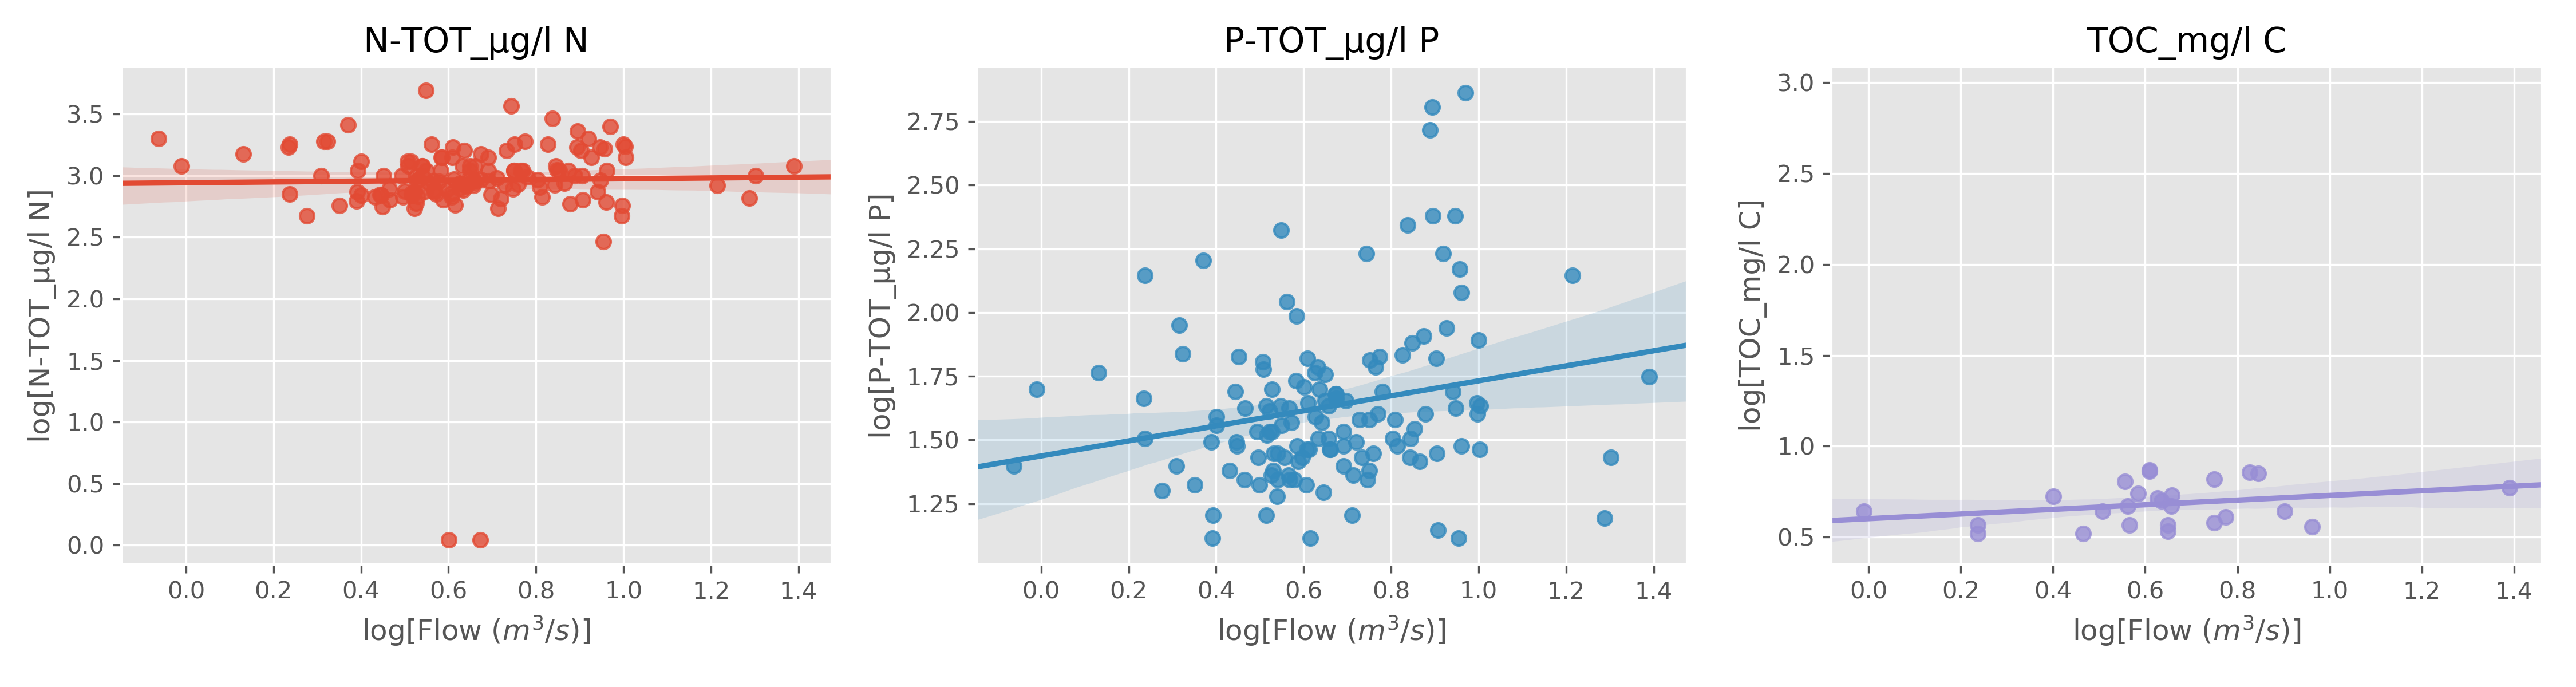 N-TOT_µg/l N
P-TOT_µg/l P
TOC_mg/l C
log[N-TOT_µg/l N]
3.5
3.0
2.5
2.0
1.5
1.0
0.5
0.0
0.0 0.2 0.4 0.6 0.8 1.0 1.2 1.4
log[Flow (m³/s)]
log[P-TOT_µg/l P]
2.75
2.50
2.25
2.00
1.75
1.50
1.25
0.0 0.2 0.4 0.6 0.8 1.0 1.2 1.4
log[Flow (m³/s)]
log[TOC_mg/l C]
3.0
2.5
2.0
1.5
1.0
0.5
0.0 0.2 0.4 0.6 0.8 1.0 1.2 1.4
log[Flow (m³/s)]